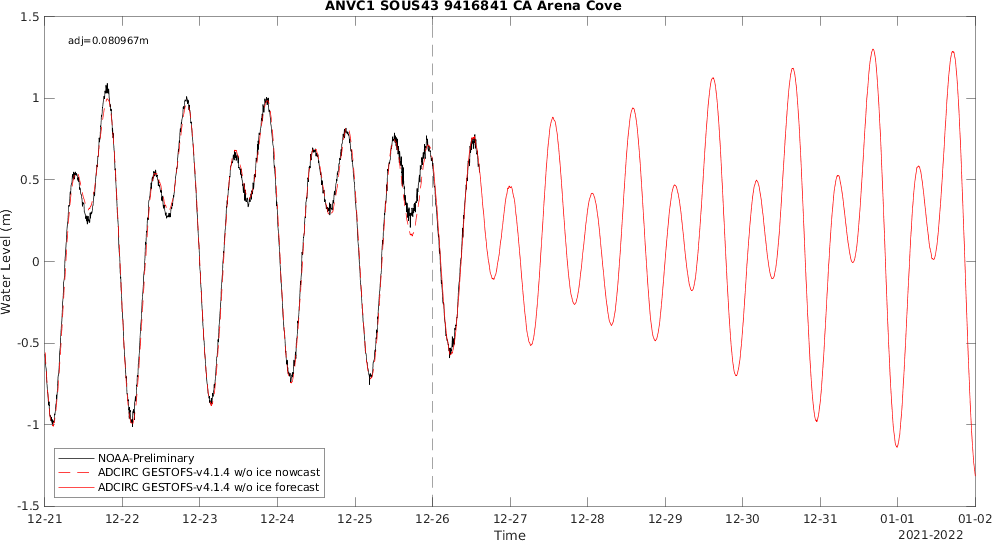 ANVC1 SOUS43 9416841 CA Arena Cove
adj=0.080967m
1.5
1
0.5
0
-0.5
-1
-1.5
Water Level (m)
NOAA-Preliminary
ADCIRC GESTOFS-v4.1.4 w/o ice nowcast
ADCIRC GESTOFS-v4.1.4 w/o ice forecast
12-21 12-22 12-23 12-24 12-25 12-26 12-27 12-28 12-29 12-30 12-31 01-01 01-02
Time
2021-2022